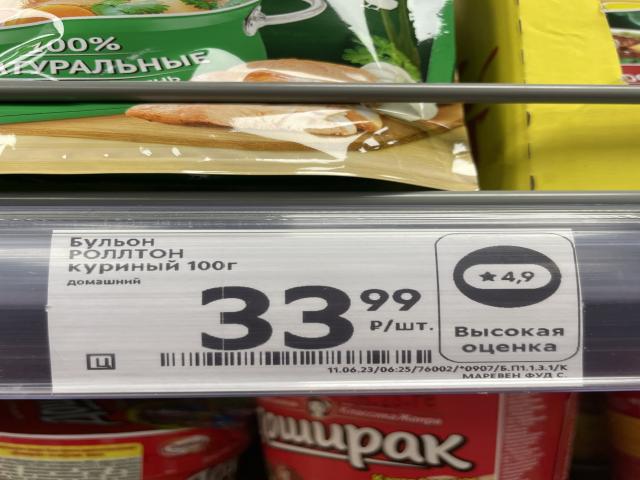 100%
НАТУРАЛЬНЫЕ
Бульон
РОЛЛТОН
куриный 100г
домашний
33 99
₽/шт.
4,9
Высокая
оценка
Ц
11.06.23/06:25/76002/*0907/Б.П1.1.3.1/К
МАРЕВЕН ФУД С.
Доширак